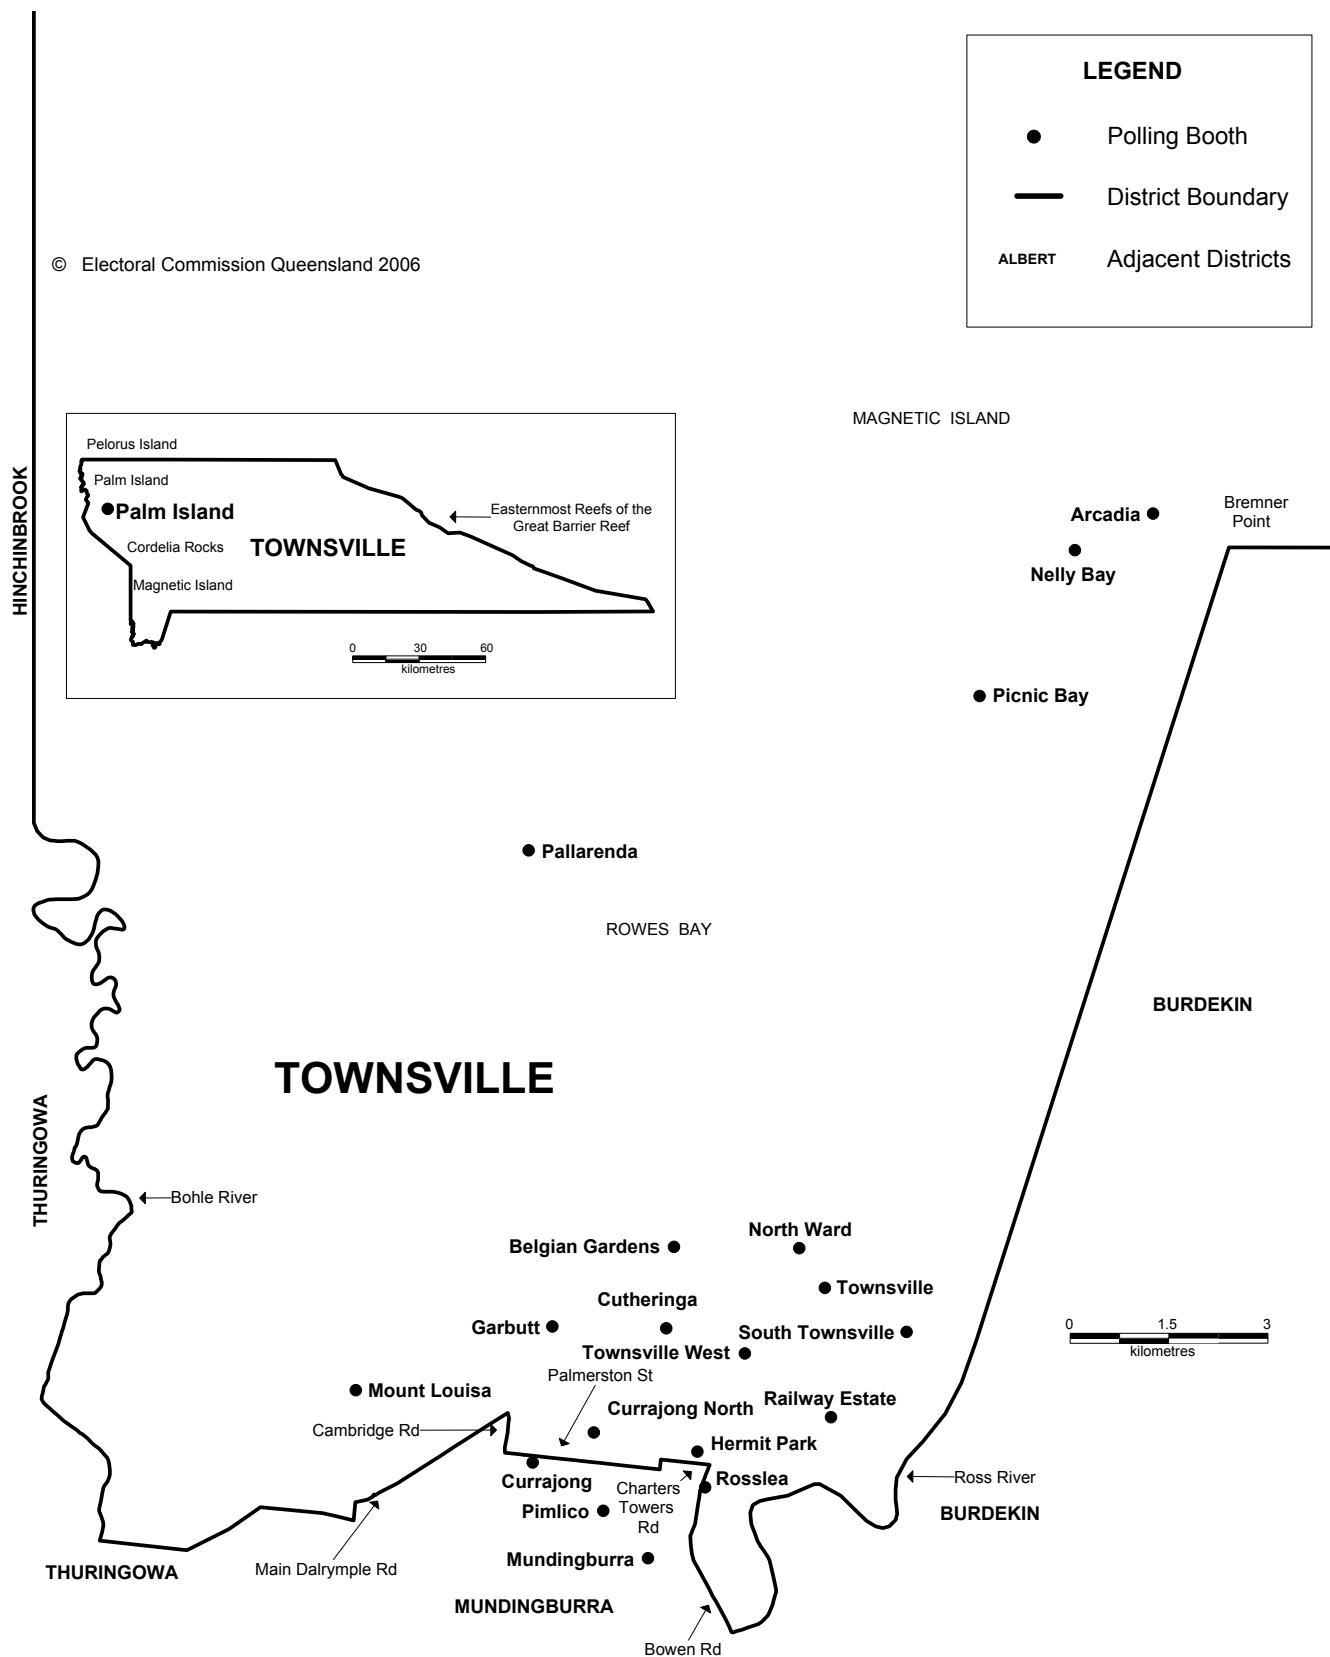 LEGEND
Polling Booth
District Boundary
ALBERT Adjacent Districts
© Electoral Commission Queensland 2006
MAGNETIC ISLAND
Pelorus Island
Palm Island
Palm Island
Easternmost Reefs of the
Great Barrier Reef
Cordelia Rocks
TOWNSVILLE
Magnetic Island
0 30 60
kilometres
HINCHINBROOK
Bremner
Point
Arcadia
Nelly Bay
Picnic Bay
Pallarenda
ROWES BAY
BURDEKIN
TOWNSVILLE
THURINGOWA
Bohle River
North Ward
Belgian Gardens
Townsville
Cutheringa
Garbutt
South Townsville
0 1.5 3
kilometres
Townsville West
Palmerston St
Mount Louisa
Railway Estate
Currajong North
Cambridge Rd
Hermit Park
Currajong
Charters
Towers
Rd
Rosslea
Ross River
Pimlico
BURDEKIN
Mundingburra
THURINGOWA
Main Dalrymple Rd
MUNDINGBURRA
Bowen Rd